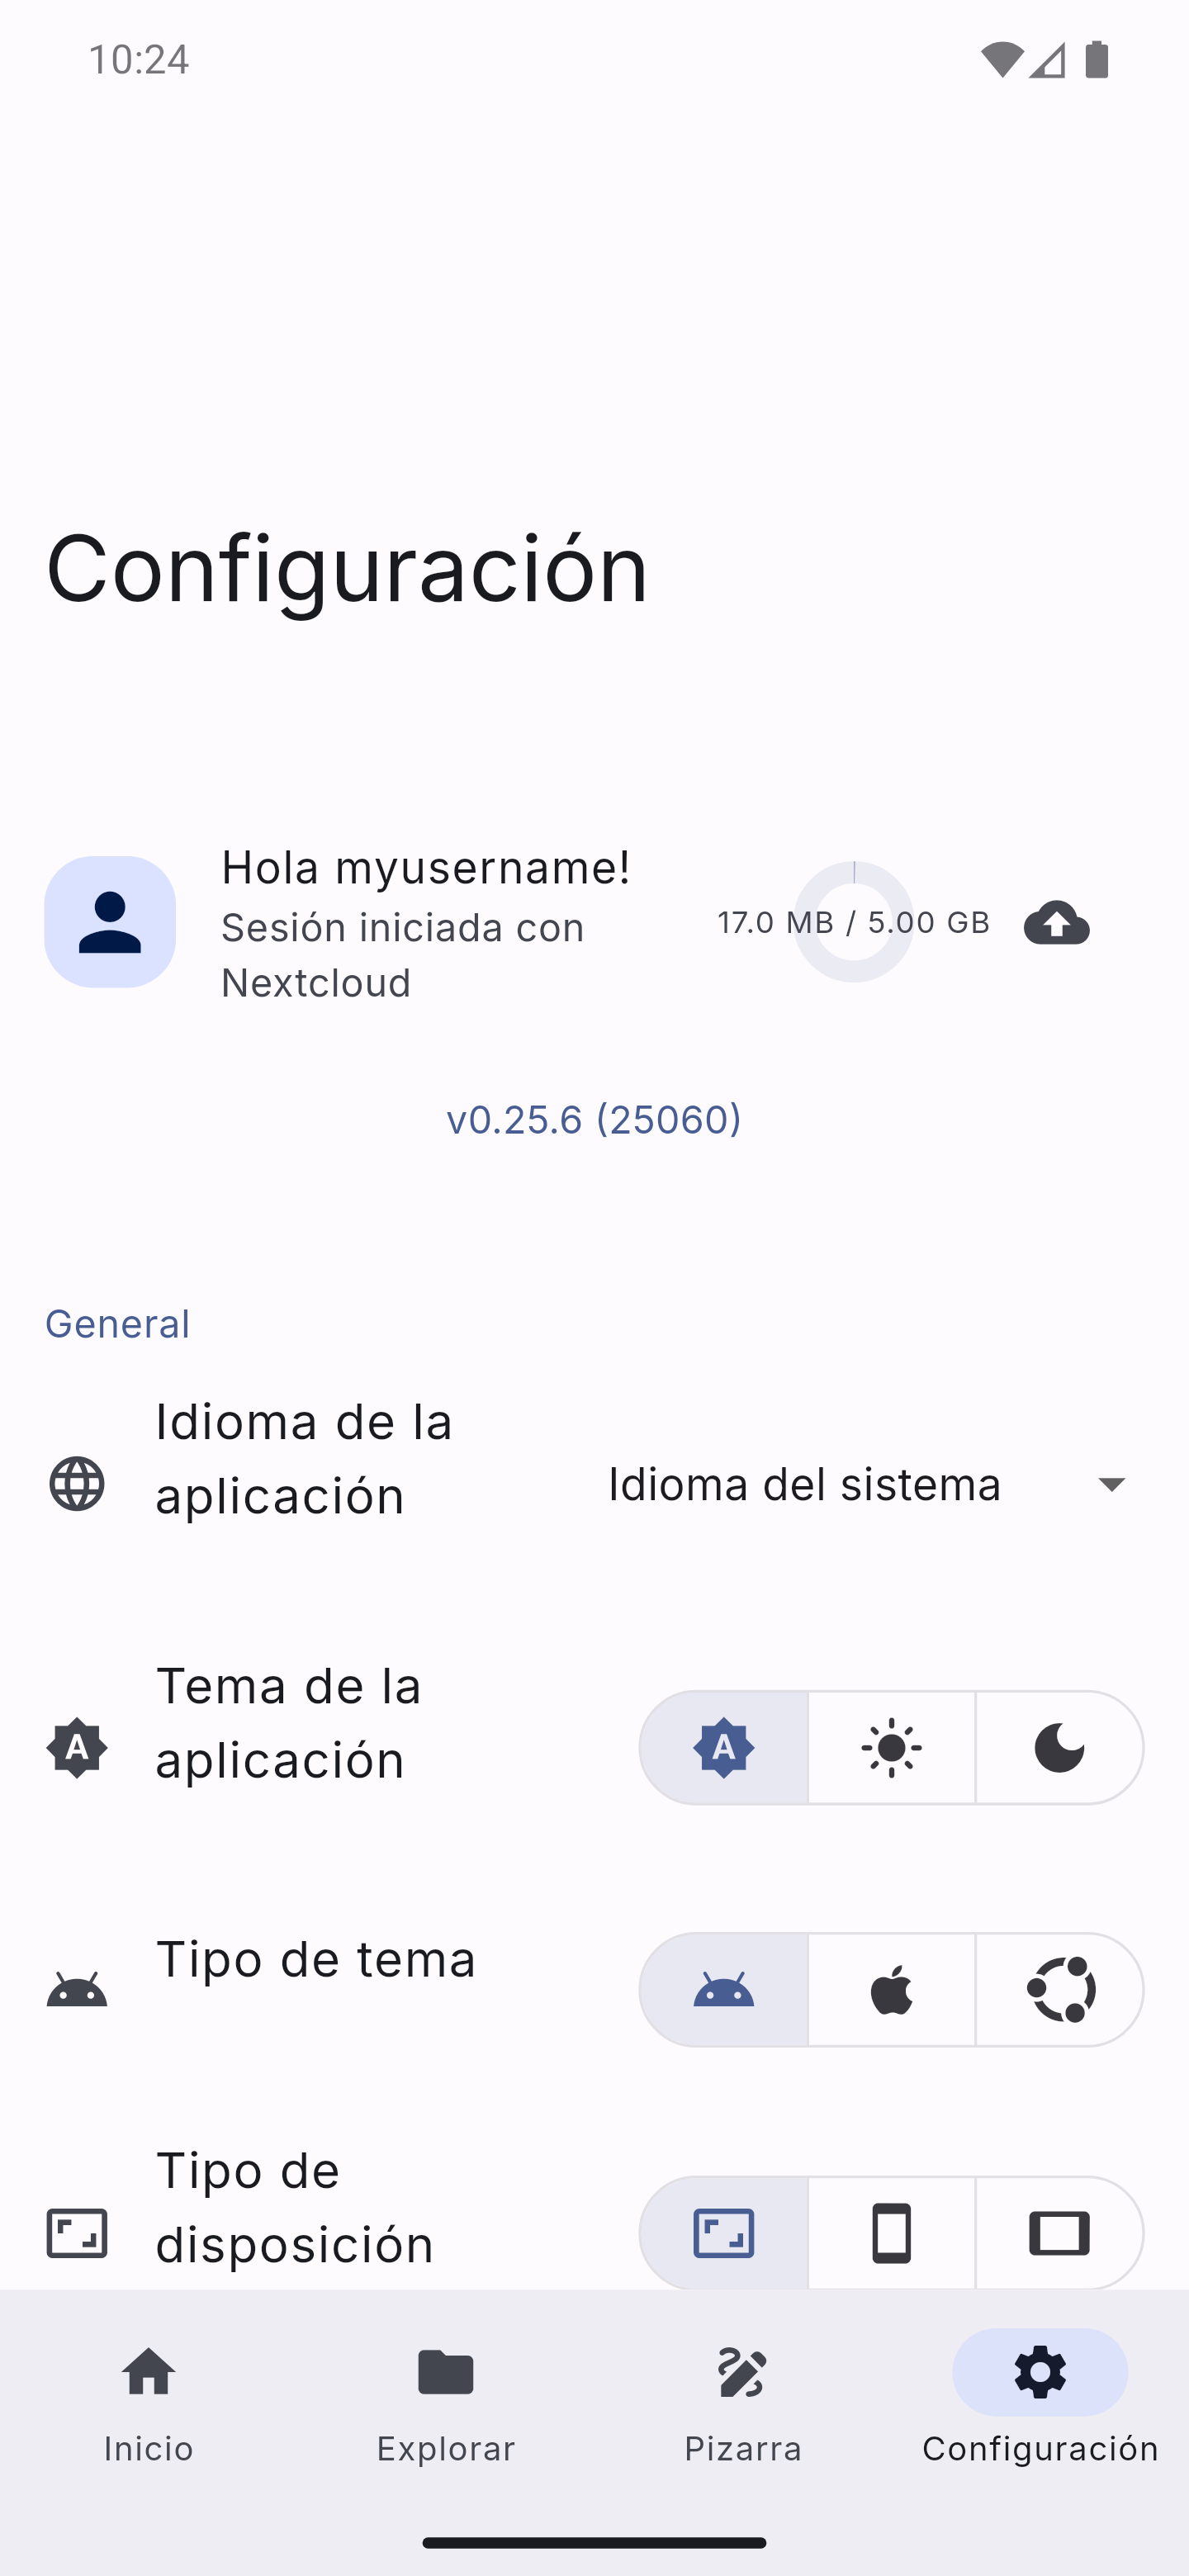 10:24
Configuración
Hola myusername!
Sesión iniciada con
Nextcloud
17.0 MB / 5.00 GB
v0.25.6 (25060)
General
Idioma de la
aplicación
Idioma del sistema
Tema de la
aplicación
A
A
Tipo de tema
Tipo de
disposición
Inicio
Explorar
Pizarra
Configuración